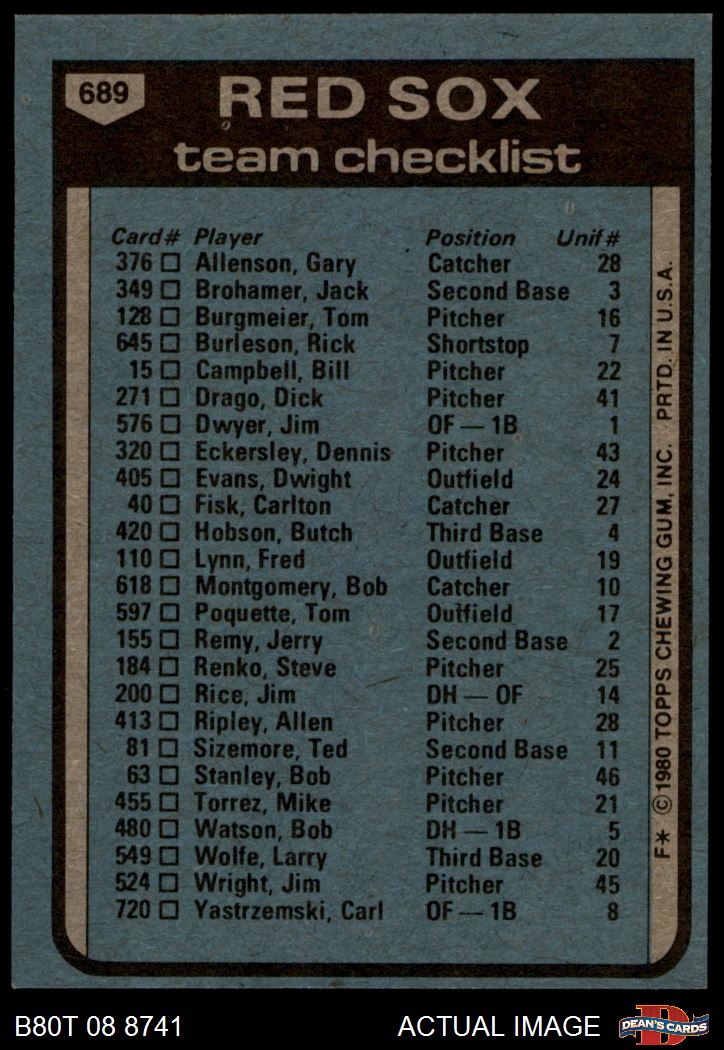 689
RED SOX
team checklist
Card# Player Position Unif#
376 Allenson, Gary Catcher 28
349 Brohamer, Jack Second Base 3
128 Burgmeier, Tom Pitcher 16
645 Burleson, Rick Shortstop 7
15 Campbell, Bill Pitcher 22
271 Drago, Dick Pitcher 41
576 Dwyer, Jim OF — 1B 1
320 Eckersley, Dennis Pitcher 43
405 Evans, Dwight Outfield 24
40 Fisk, Carlton Catcher 27
420 Hobson, Butch Third Base 4
110 Lynn, Fred Outfield 19
618 Montgomery, Bob Catcher 10
597 Poquette, Tom Outfield 17
155 Remy, Jerry Second Base 2
184 Renko, Steve Pitcher 25
200 Rice, Jim DH — OF 14
413 Ripley, Allen Pitcher 28
81 Sizemore, Ted Second Base 11
63 Stanley, Bob Pitcher 46
455 Torrez, Mike Pitcher 21
480 Watson, Bob DH — 1B 5
549 Wolfe, Larry Third Base 20
524 Wright, Jim Pitcher 45
720 Yastrzemski, Carl OF — 1B 8
F* ©1980 TOPPS CHEWING GUM, INC. PRTD. IN U.S.A.
B80T 08 8741 ACTUAL IMAGE
D
DEAN'S CARDS